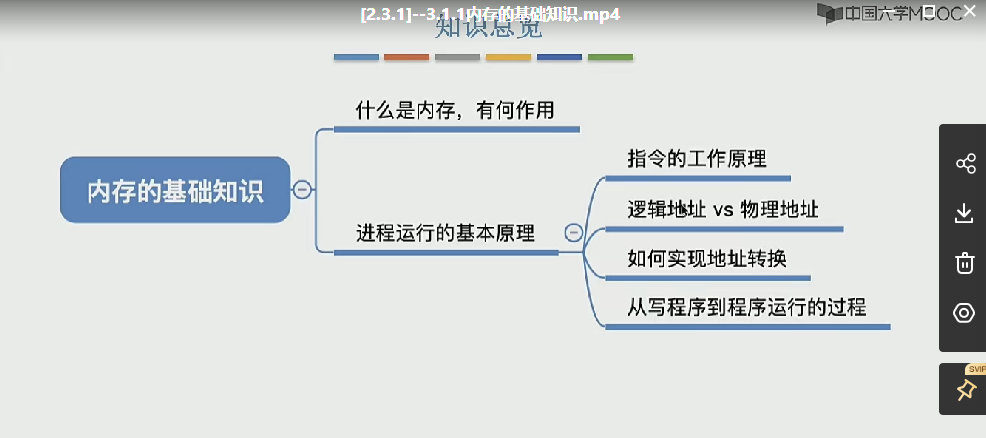 [2.3.1]--3.1.1内存的基础知识.mp4
中国大学MOOC
知识总览
什么是内存，有何作用
指令的工作原理
内存的基础知识
逻辑地址 vs 物理地址
进程运行的基本原理
如何实现地址转换
从写程序到程序运行的过程
SVIP